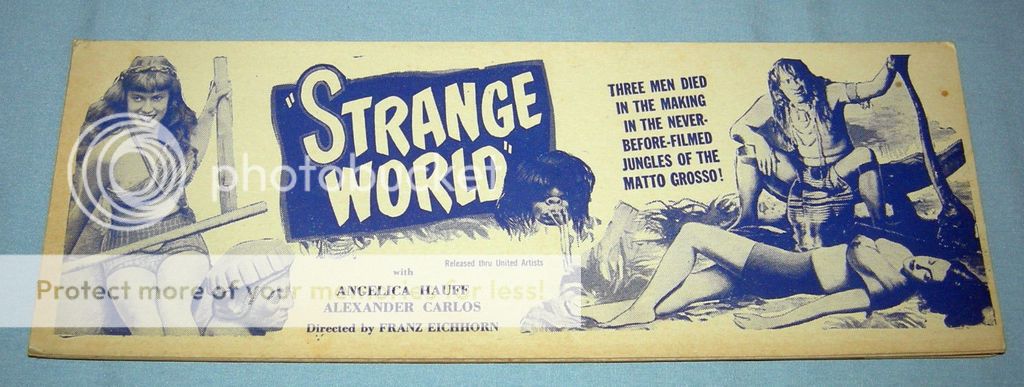 "STRANGE
WORLD"
THREE MEN DIED
IN THE MAKING
IN THE NEVER-
BEFORE-FILMED
JUNGLES OF THE
MATTO GROSSO!
Released thru United Artists
with
ANGELICA HAUFF
ALEXANDER CARLOS
Directed by FRANZ EICHHORN
photobucket
Protect more of your memories for less!